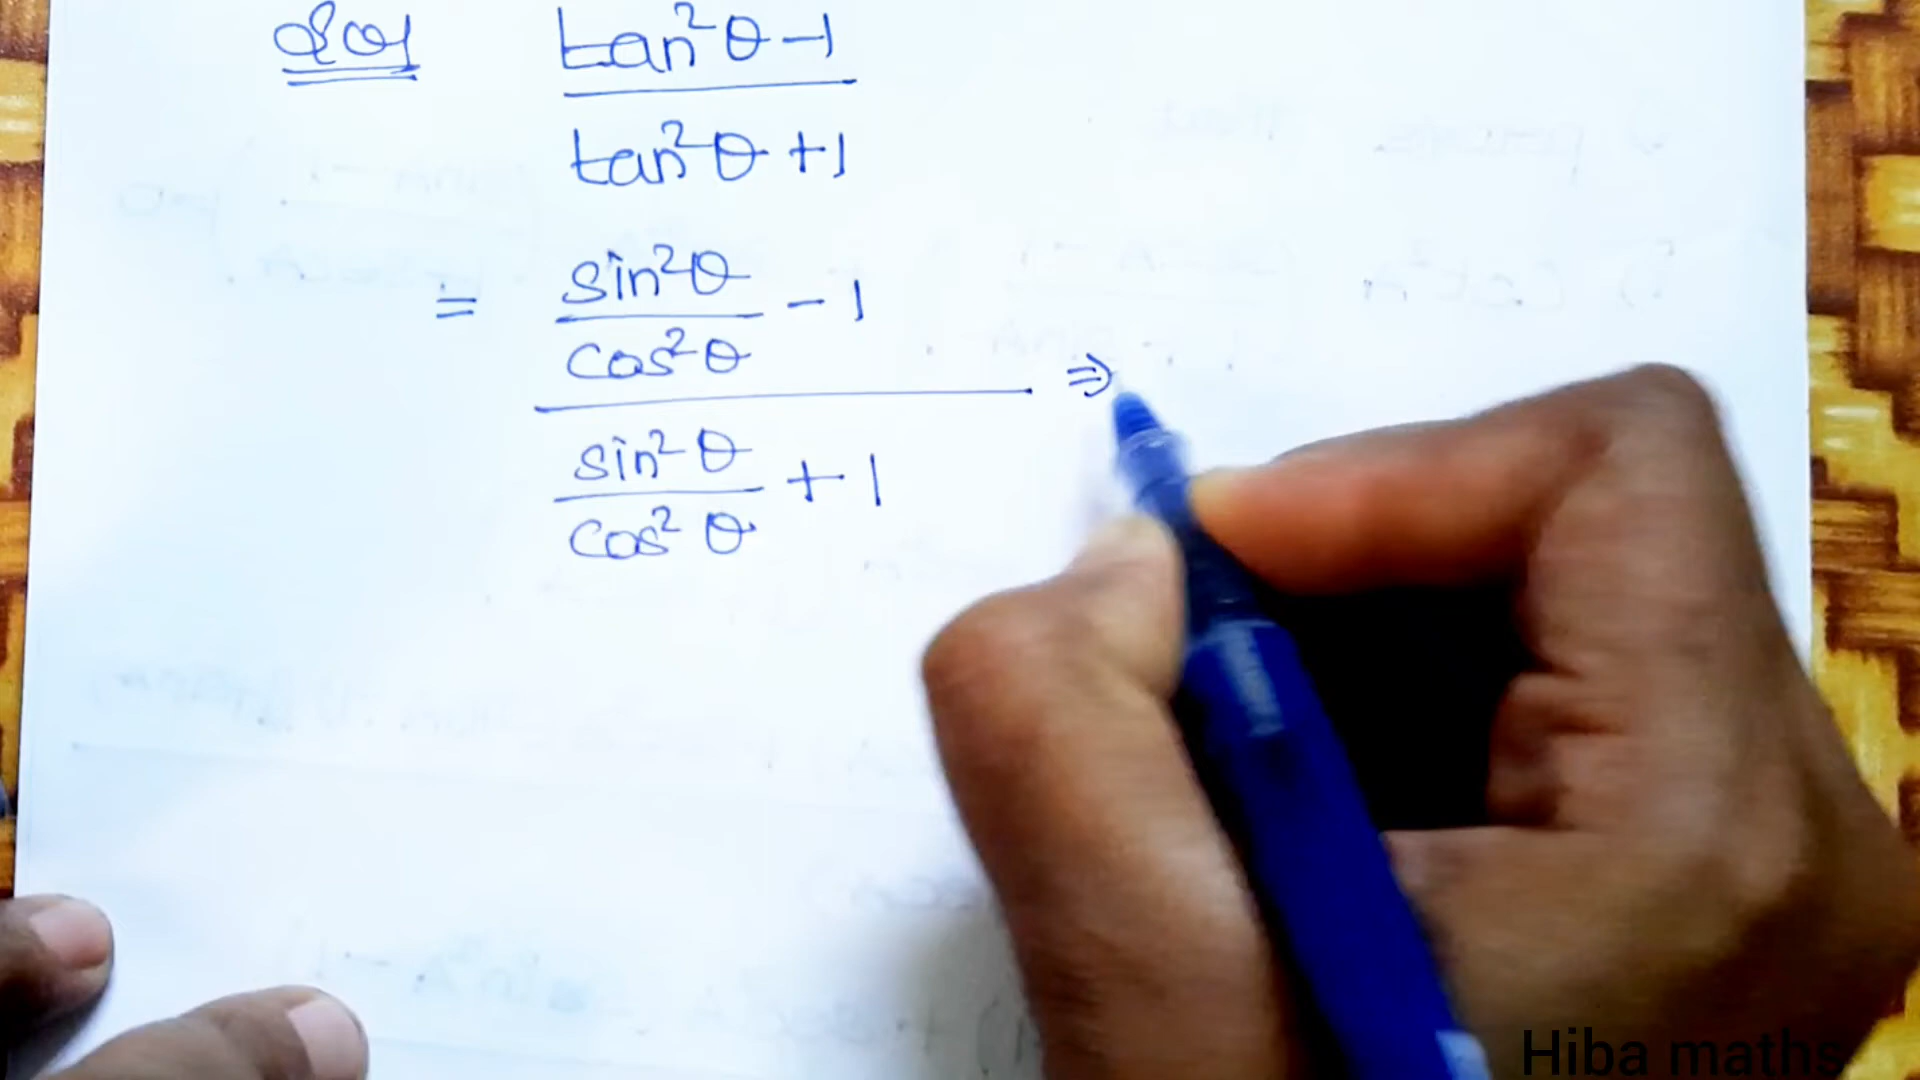 Sol tan²θ-1
tan²θ+1
= sin²θ/cos²θ - 1 ⇒
sin²θ/cos²θ + 1
Hiba maths